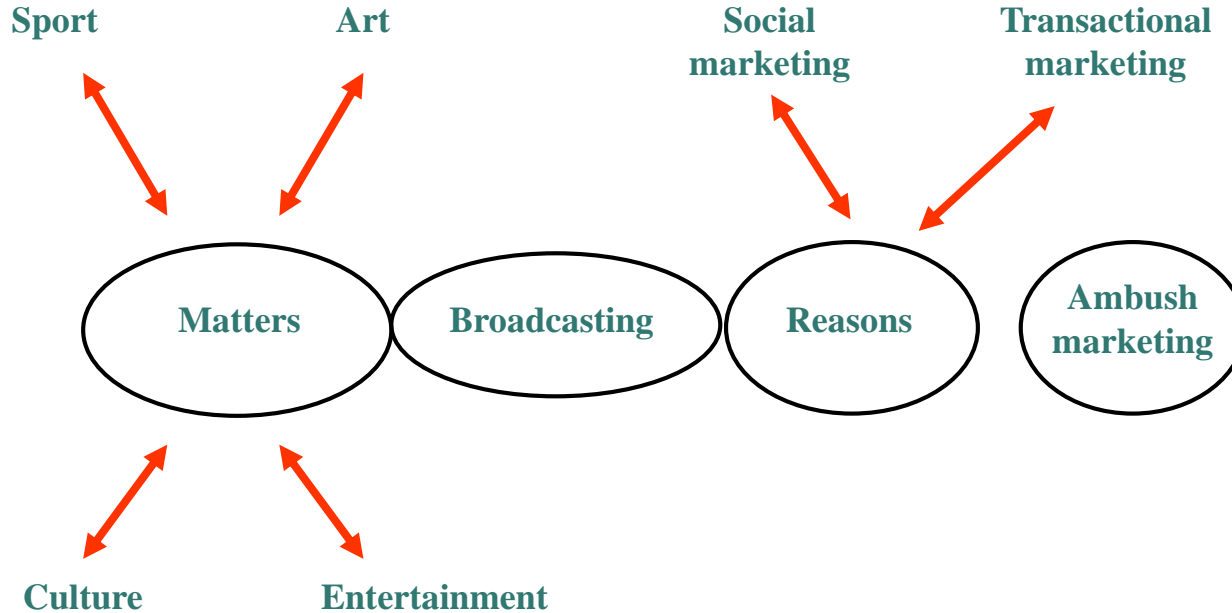 Sport
Art
Social
marketing
Transactional
marketing
Matters
Broadcasting
Reasons
Ambush
marketing
Culture
Entertainment